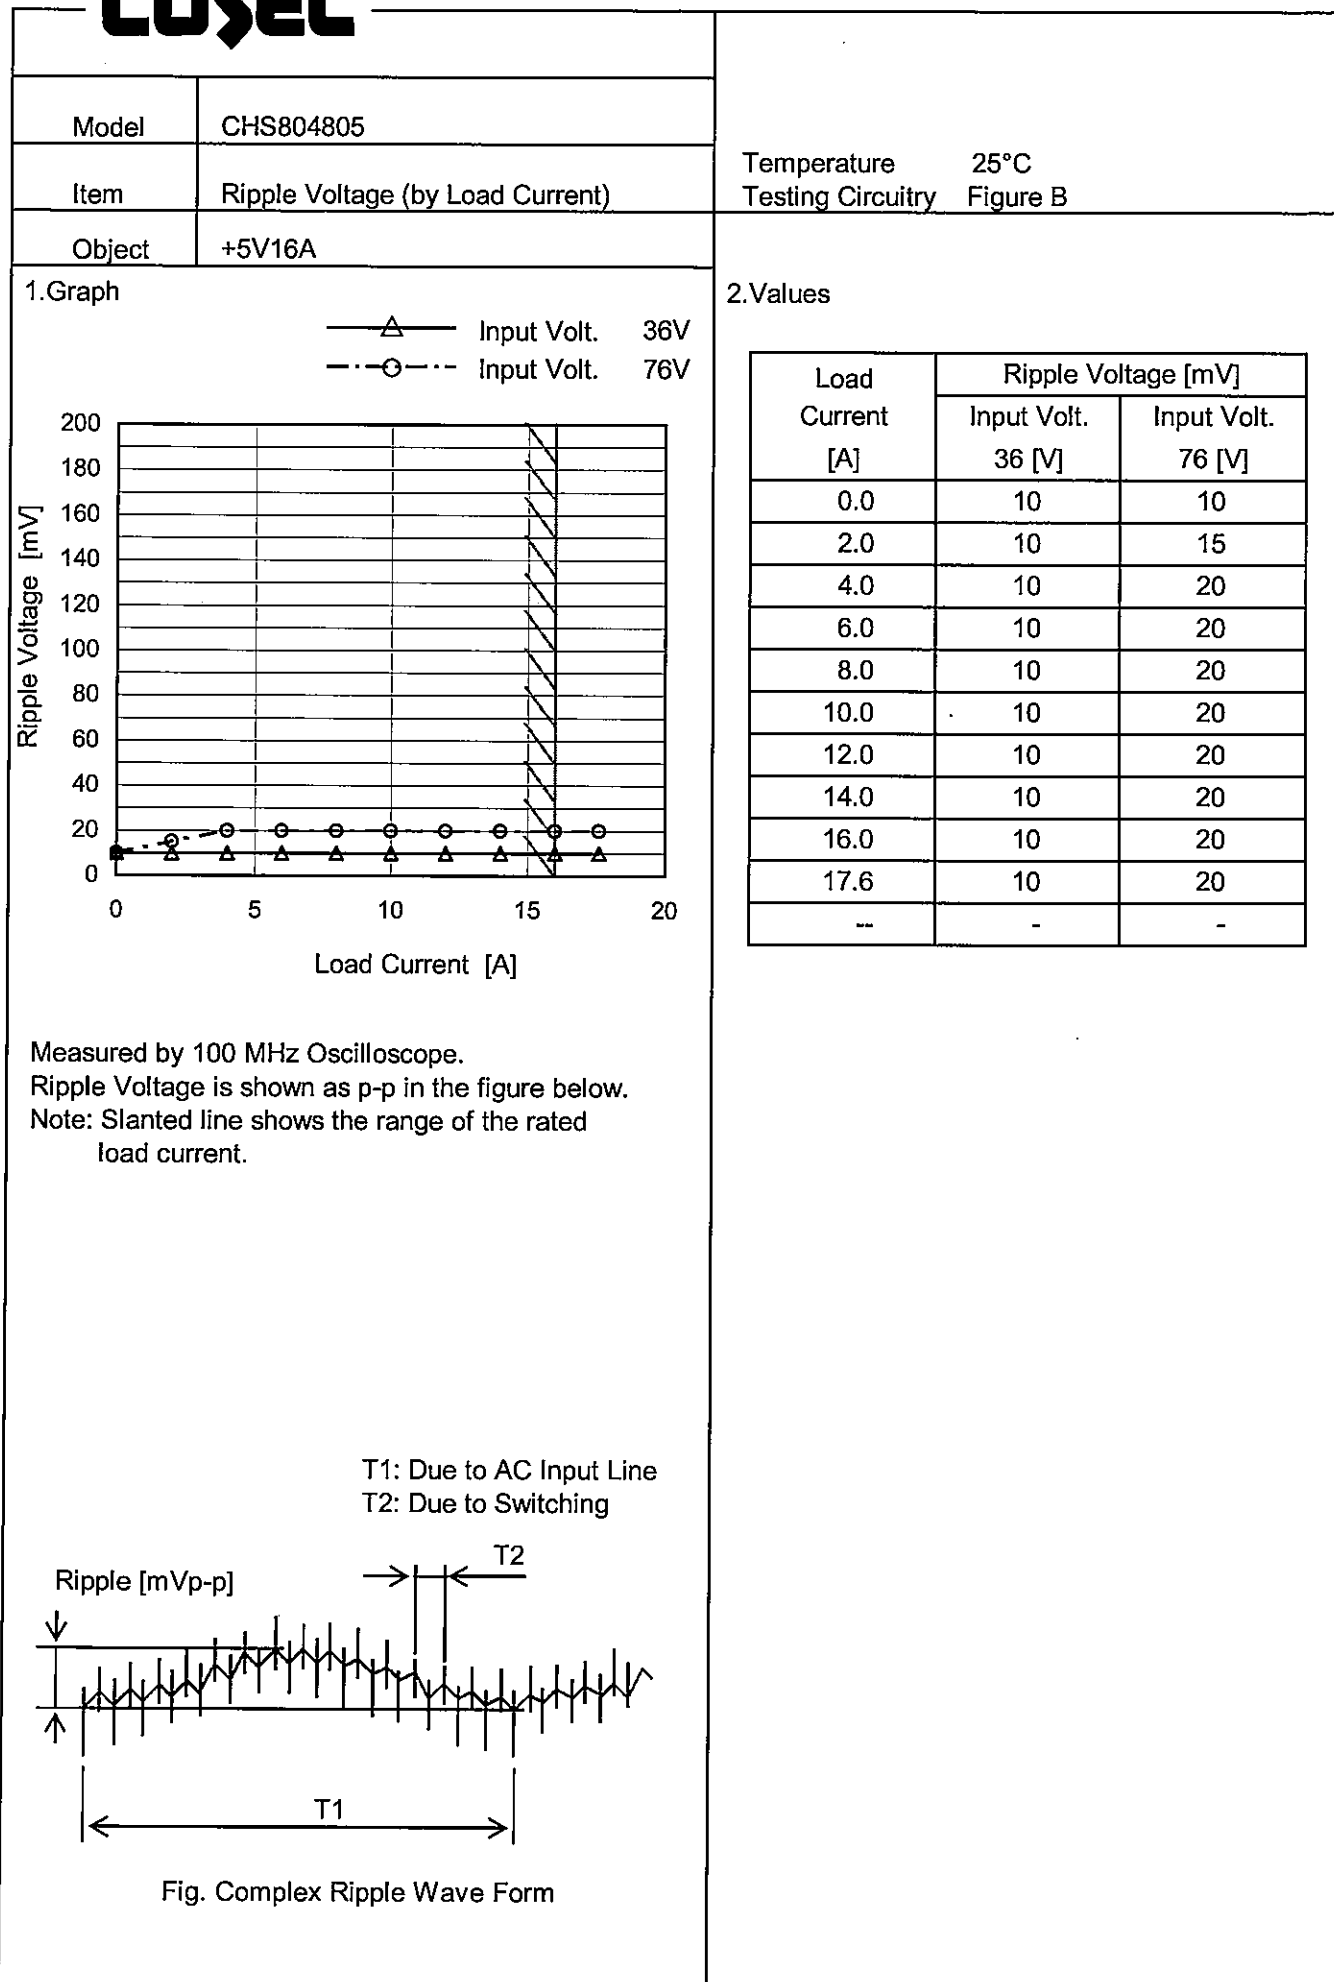 COSEL
Model CHS804805
Item Ripple Voltage (by Load Current)
Object +5V16A
Temperature 25°C
Testing Circuitry Figure B
1.Graph
Input Volt. 36V
Input Volt. 76V
200
180
160
140
120
100
80
60
40
20
0
Ripple Voltage [mV]
0 5 10 15 20
Load Current [A]
Measured by 100 MHz Oscilloscope.
Ripple Voltage is shown as p-p in the figure below.
Note: Slanted line shows the range of the rated
load current.
T1: Due to AC Input Line
T2: Due to Switching
T2
Ripple [mVp-p]
T1
Fig. Complex Ripple Wave Form
2.Values
Load Ripple Voltage [mV]
Current Input Volt. Input Volt.
[A] 36 [V] 76 [V]
0.0 10 10
2.0 10 15
4.0 10 20
6.0 10 20
8.0 10 20
10.0 10 20
12.0 10 20
14.0 10 20
16.0 10 20
17.6 10 20
-- - -